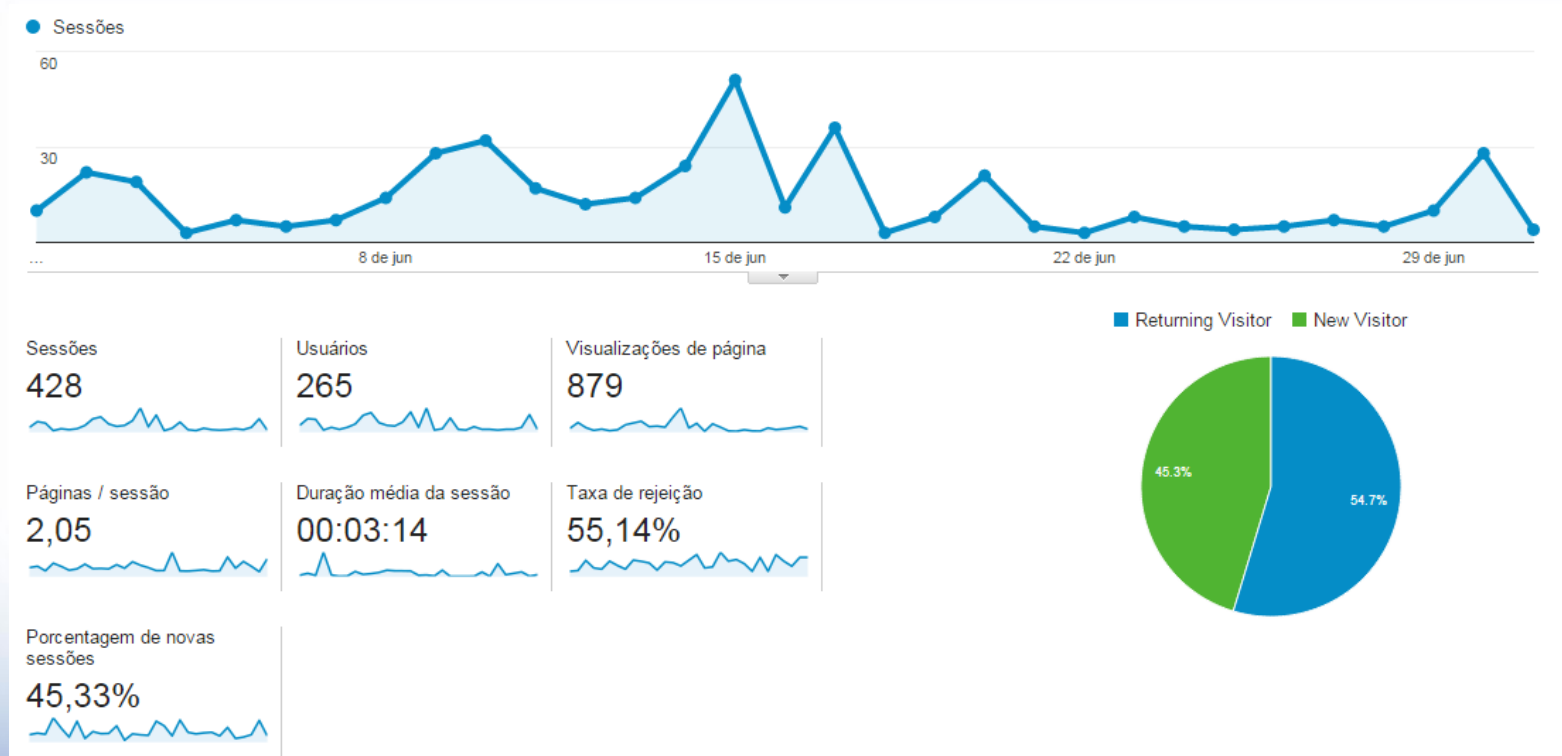 Sessões
60
30
...
8 de jun
15 de jun
22 de jun
29 de jun
Returning Visitor
New Visitor
Sessões
428
Usuários
265
Visualizações de página
879
Páginas / sessão
2,05
Duração média da sessão
00:03:14
Taxa de rejeição
55,14%
45.3%
54.7%
Porcentagem de novas
sessões
45,33%